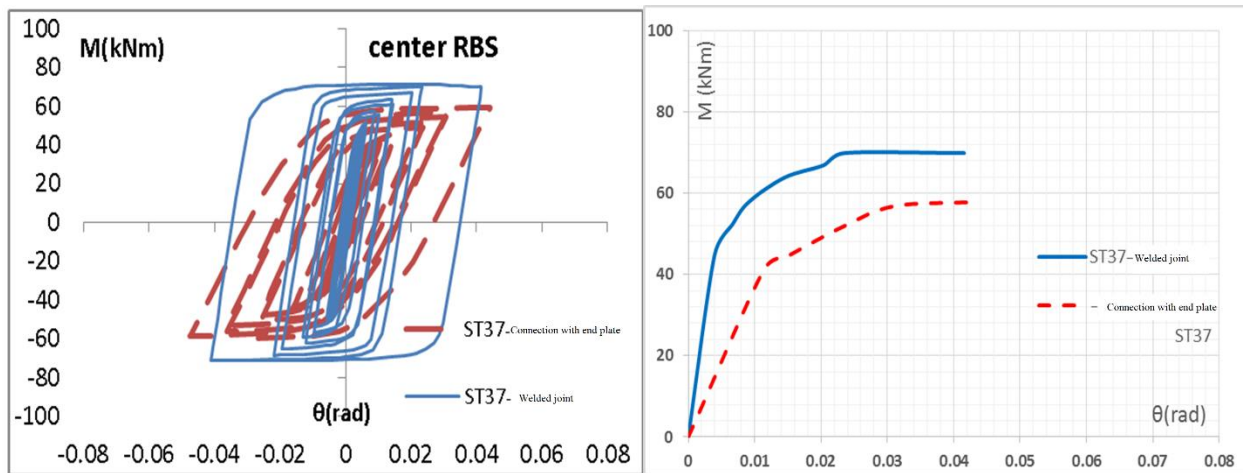 100
80
60
40
20
0
-20
-40
-60
-80
-100
M(kNm)
center RBS
ST37-Connection with end plate
ST37- Welded joint
θ(rad)
-0.08 -0.06 -0.04 -0.02 0 0.02 0.04 0.06 0.08
100
80
60
40
20
0
M (kNm)
ST37-Welded joint
- Connection with end plate
ST37
θ(rad)
0 0.01 0.02 0.03 0.04 0.05 0.06 0.07 0.08